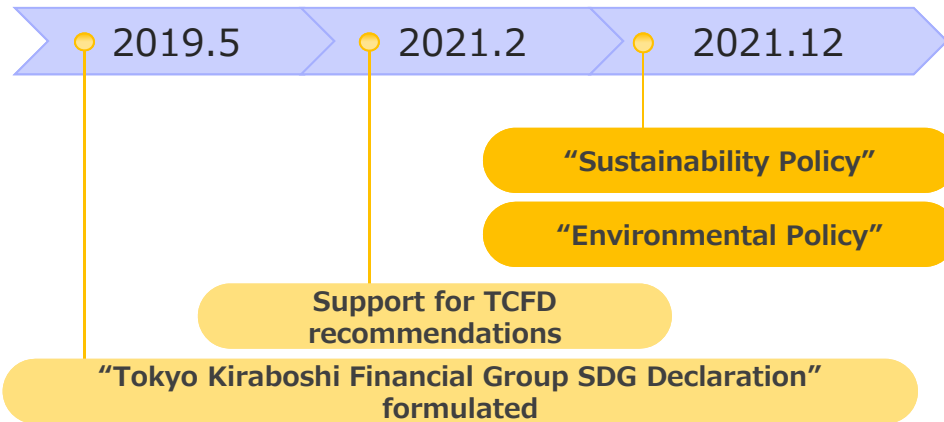 2019.5
2021.2
2021.12
“Sustainability Policy”
“Environmental Policy”
Support for TCFD
recommendations
“Tokyo Kiraboshi Financial Group SDG Declaration”
formulated